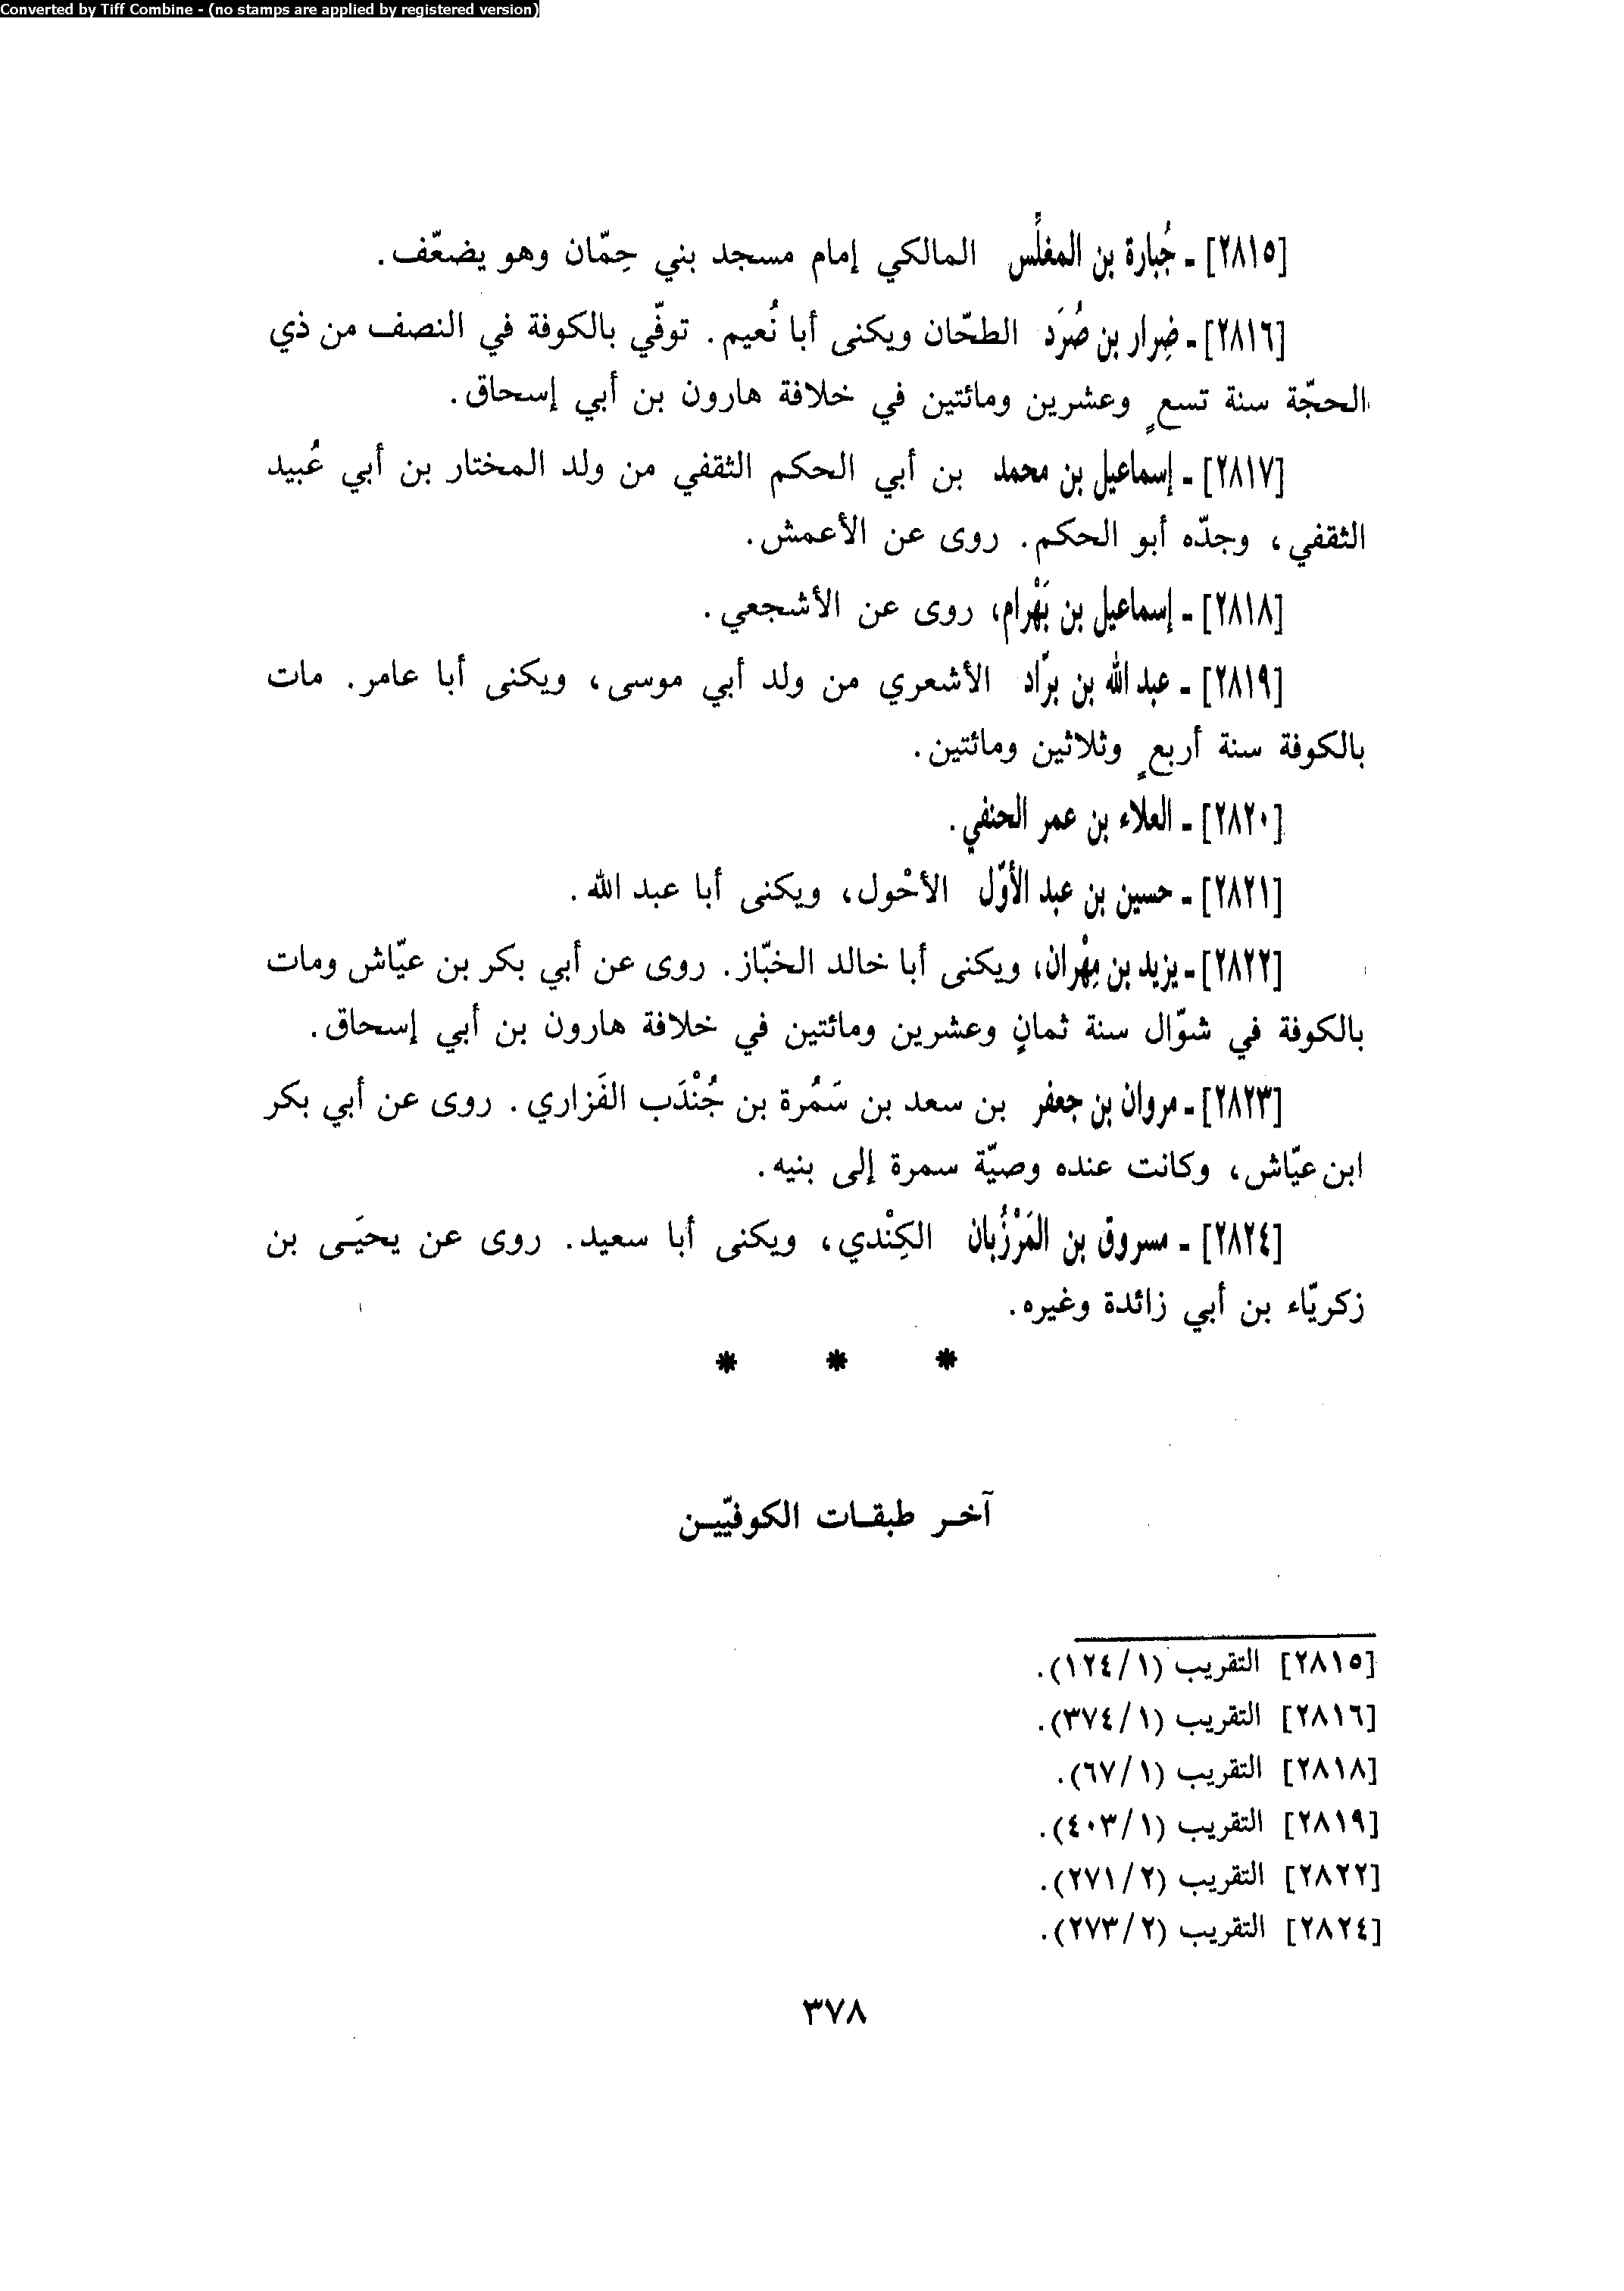 Converted by Tiff Combine - (no stamps are applied by registered version)
[٢٨١٥] ـ جُبارة بن المغلِّس المالكي إمام مسجد بني حِمّان وهو يضعّف.
[٢٨١٦] ـ ضِرار بن صُرَد الطحّان ويكنى أبا نُعيم. توفّي بالكوفة في النصف من ذي
الحجّة سنة تسعٍ وعشرين ومائتين في خلافة هارون بن أبي إسحاق.
[٢٨١٧] ـ إسماعيل بن محمد بن أبي الحكم الثقفي من ولد المختار بن أبي عُبيد
الثقفي، وجدّه أبو الحكم. روى عن الأعمش.
[٢٨١٨] ـ إسماعيل بن بَهْرام، روى عن الأشجعي.
[٢٨١٩] ـ عبد الله بن برّاد الأشعري من ولد أبي موسى، ويكنى أبا عامر. مات
بالكوفة سنة أربعٍ وثلاثين ومائتين.
[٢٨٢٠] ـ العلاء بن عمر الحنفي.
[٢٨٢١] ـ حسين بن عبد الأوّل الأحْول، ويكنى أبا عبد الله.
[٢٨٢٢] ـ يزيد بن مِهْران، ويكنى أبا خالد الخبّاز. روى عن أبي بكر بن عيّاش ومات
بالكوفة في شوّال سنة ثمانٍ وعشرين ومائتين في خلافة هارون بن أبي إسحاق.
[٢٨٢٣] ـ مروان بن جعفر بن سعد بن سَمُرة بن جُنْدَب الفَزاري. روى عن أبي بكر
ابن عيّاش، وكانت عنده وصيّة سمرة إلى بنيه.
[٢٨٢٤] ـ مسروق بن المَرْزُبان الكِنْدي، ويكنى أبا سعيد. روى عن يحيَى بن
زكريّاء بن أبي زائدة وغيره.
* * *
آخر طبقات الكوفيّين
[٢٨١٥] التقريب (١/١٢٤).
[٢٨١٦] التقريب (١/٣٧٤).
[٢٨١٨] التقريب (١/٦٧).
[٢٨١٩] التقريب (١/٤٠٣).
[٢٨٢٢] التقريب (٢/٢٧١).
[٢٨٢٤] التقريب (٢/٢٧٣).
٣٧٨